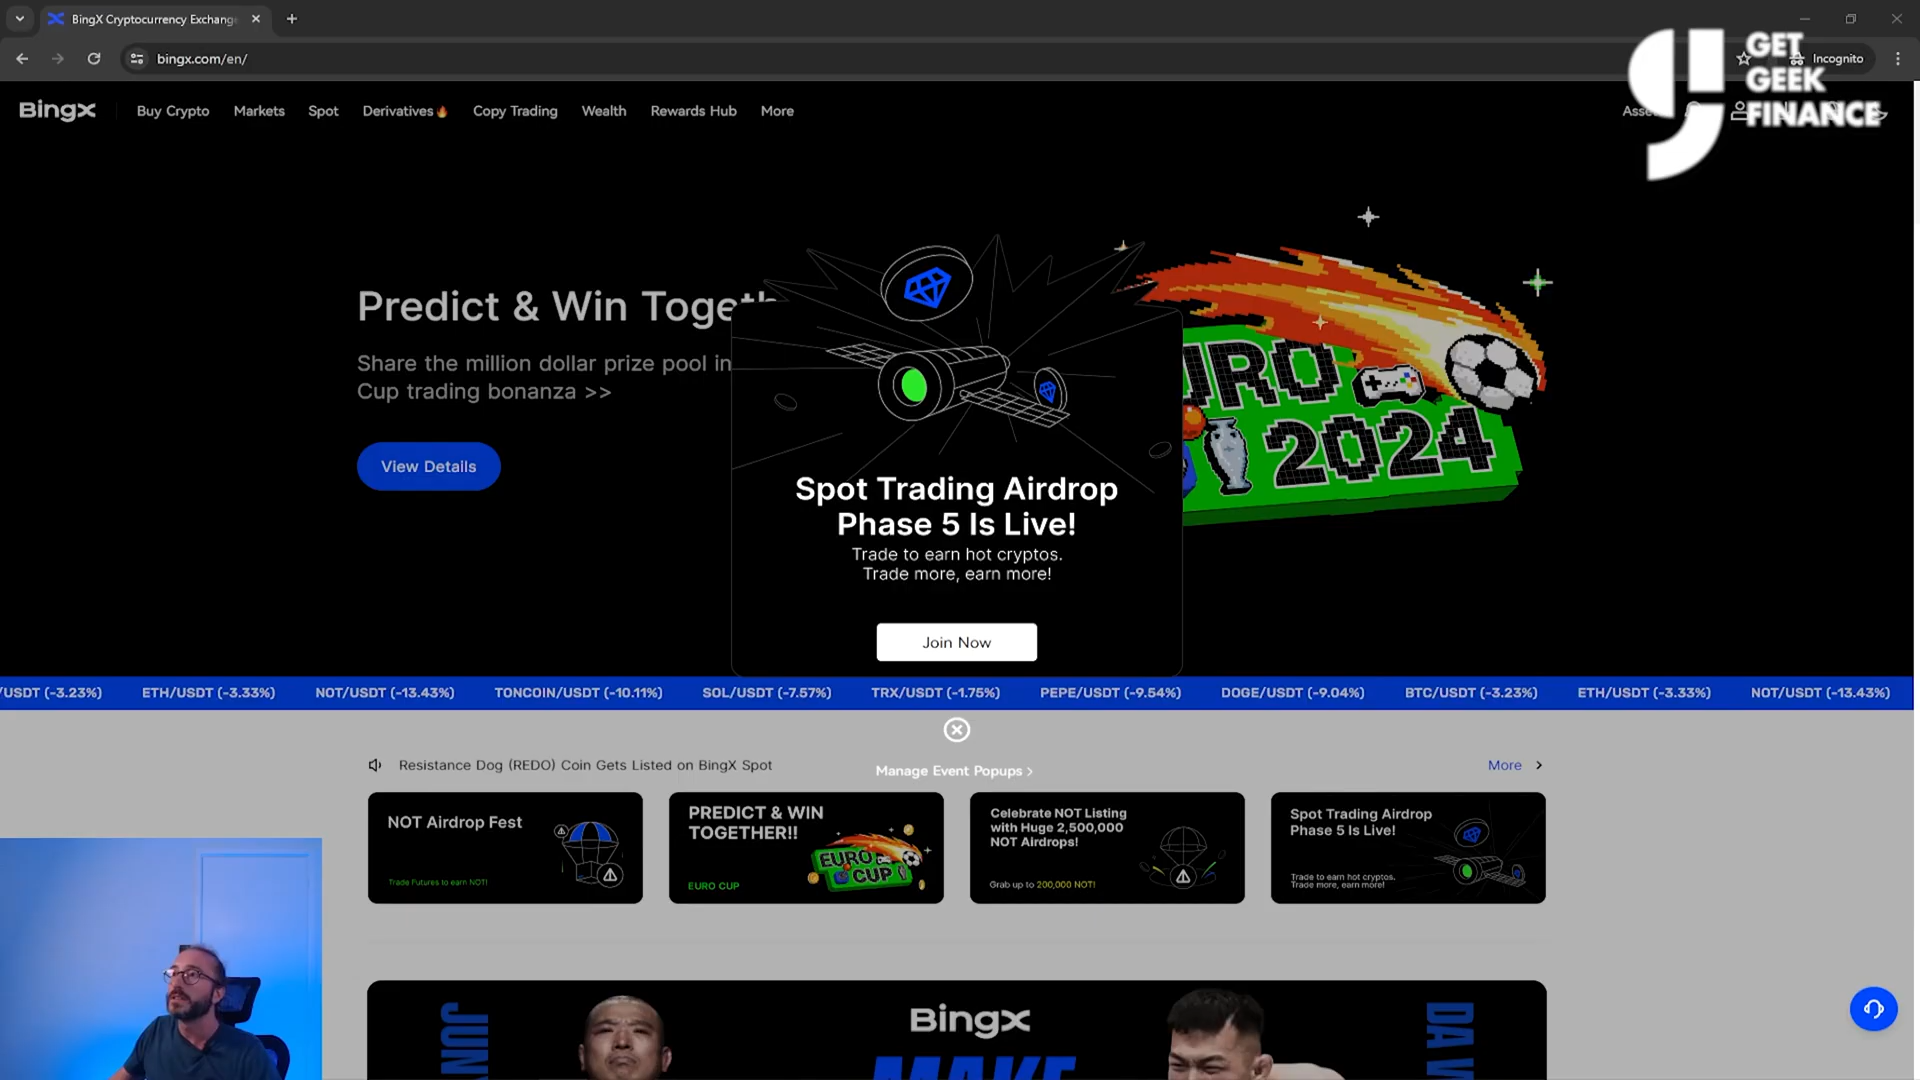 BingX Cryptocurrency Exchange
bingx.com/en/
Incognito
GET
GEEK
FINANCE
BingX
Buy Crypto
Markets
Spot
Derivatives
Copy Trading
Wealth
Rewards Hub
More
Predict & Win
Share the million dollar prize pool in
Cup trading bonanza >>
View Details
2024
Spot Trading Airdrop
Phase 5 Is Live!
Trade to earn hot cryptos.
Trade more, earn more!
Join Now
/USDT (-3.23%)
ETH/USDT (-3.33%)
NOT/USDT (-13.43%)
TONCOIN/USDT (-10.11%)
SOL/USDT (-7.57%)
TRX/USDT (-1.75%)
PEPE/USDT (-9.54%)
DOGE/USDT (-9.04%)
BTC/USDT (-3.23%)
ETH/USDT (-3.33%)
NOT/USDT (-13.43%)
Resistance Dog (REDO) Coin Gets Listed on BingX Spot
Manage Event Popups >
More >
NOT Airdrop Fest
Trade Futures to earn NOT!
PREDICT & WIN
TOGETHER!!
EURO CUP
EURO
CUP
Celebrate NOT Listing
with Huge 2,500,000
NOT Airdrops!
Grab up to 200,000 NOT!
Spot Trading Airdrop
Phase 5 Is Live!
Trade to earn hot cryptos.
Trade more, earn more!
BingX
MAKE